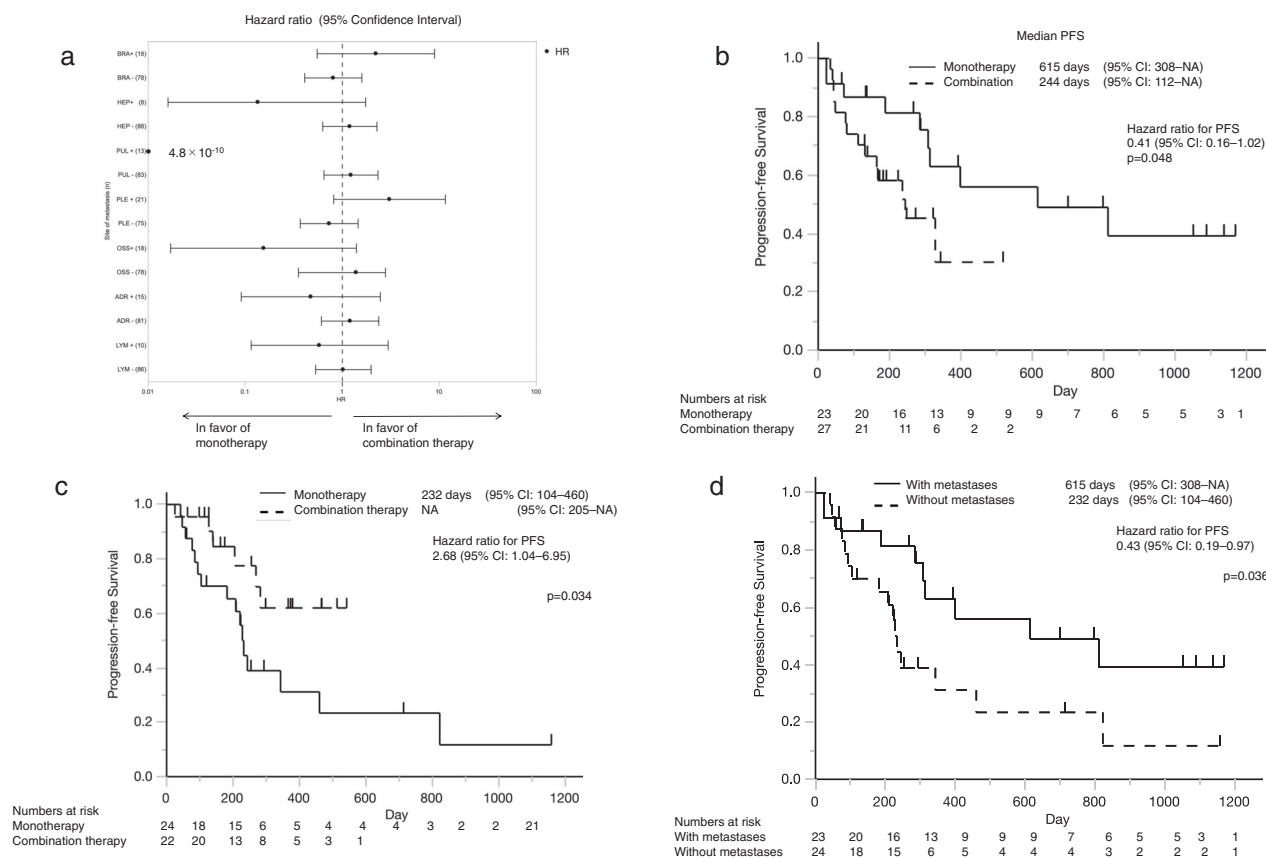 Hazard ratio (95% Confidence Interval)
a
HR
BRA+ (18)
BRA - (78)
HEP+ (8)
HEP - (88)
PUL + (13)
4.8×10-10
PUL - (83)
PLE + (21)
PLE - (75)
OSS+ (18)
OSS - (78)
ADR + (15)
ADR - (81)
LYM + (10)
LYM - (86)
Site of metastasis (n)
0.01 0.1 1 10 100
HR
In favor of monotherapy
In favor of combination therapy
b
Median PFS
Monotherapy 615 days (95% CI: 308–NA)
Combination 244 days (95% CI: 112–NA)
Hazard ratio for PFS
0.41 (95% CI: 0.16–1.02)
p=0.048
Progression-free Survival
1.0
0.8
0.6
0.4
0.2
0.0
0 200 400 600 800 1000 1200
Day
Numbers at risk
Monotherapy 23 20 16 13 9 9 9 7 6 5 5 3 1
Combination therapy 27 21 11 6 2 2
c
Monotherapy 232 days (95% CI: 104–460)
Combination therapy NA (95% CI: 205–NA)
Hazard ratio for PFS
2.68 (95% CI: 1.04–6.95)
p=0.034
Progression-free Survival
1.0
0.8
0.6
0.4
0.2
0.0
0 200 400 600 800 1000 1200
Day
Numbers at risk
Monotherapy 24 18 15 6 5 4 4 4 3 2 2 21
Combination therapy 22 20 13 8 5 3 1
d
With metastases 615 days (95% CI: 308–NA)
Without metastases 232 days (95% CI: 104–460)
Hazard ratio for PFS
0.43 (95% CI: 0.19–0.97)
p=0.036
Progression-free Survival
1.0
0.8
0.6
0.4
0.2
0.0
0 200 400 600 800 1000 1200
Day
Numbers at risk
With metastases 23 20 16 13 9 9 9 7 6 5 5 3 1
Without metastases 24 18 15 6 5 4 4 4 3 2 2 2 1